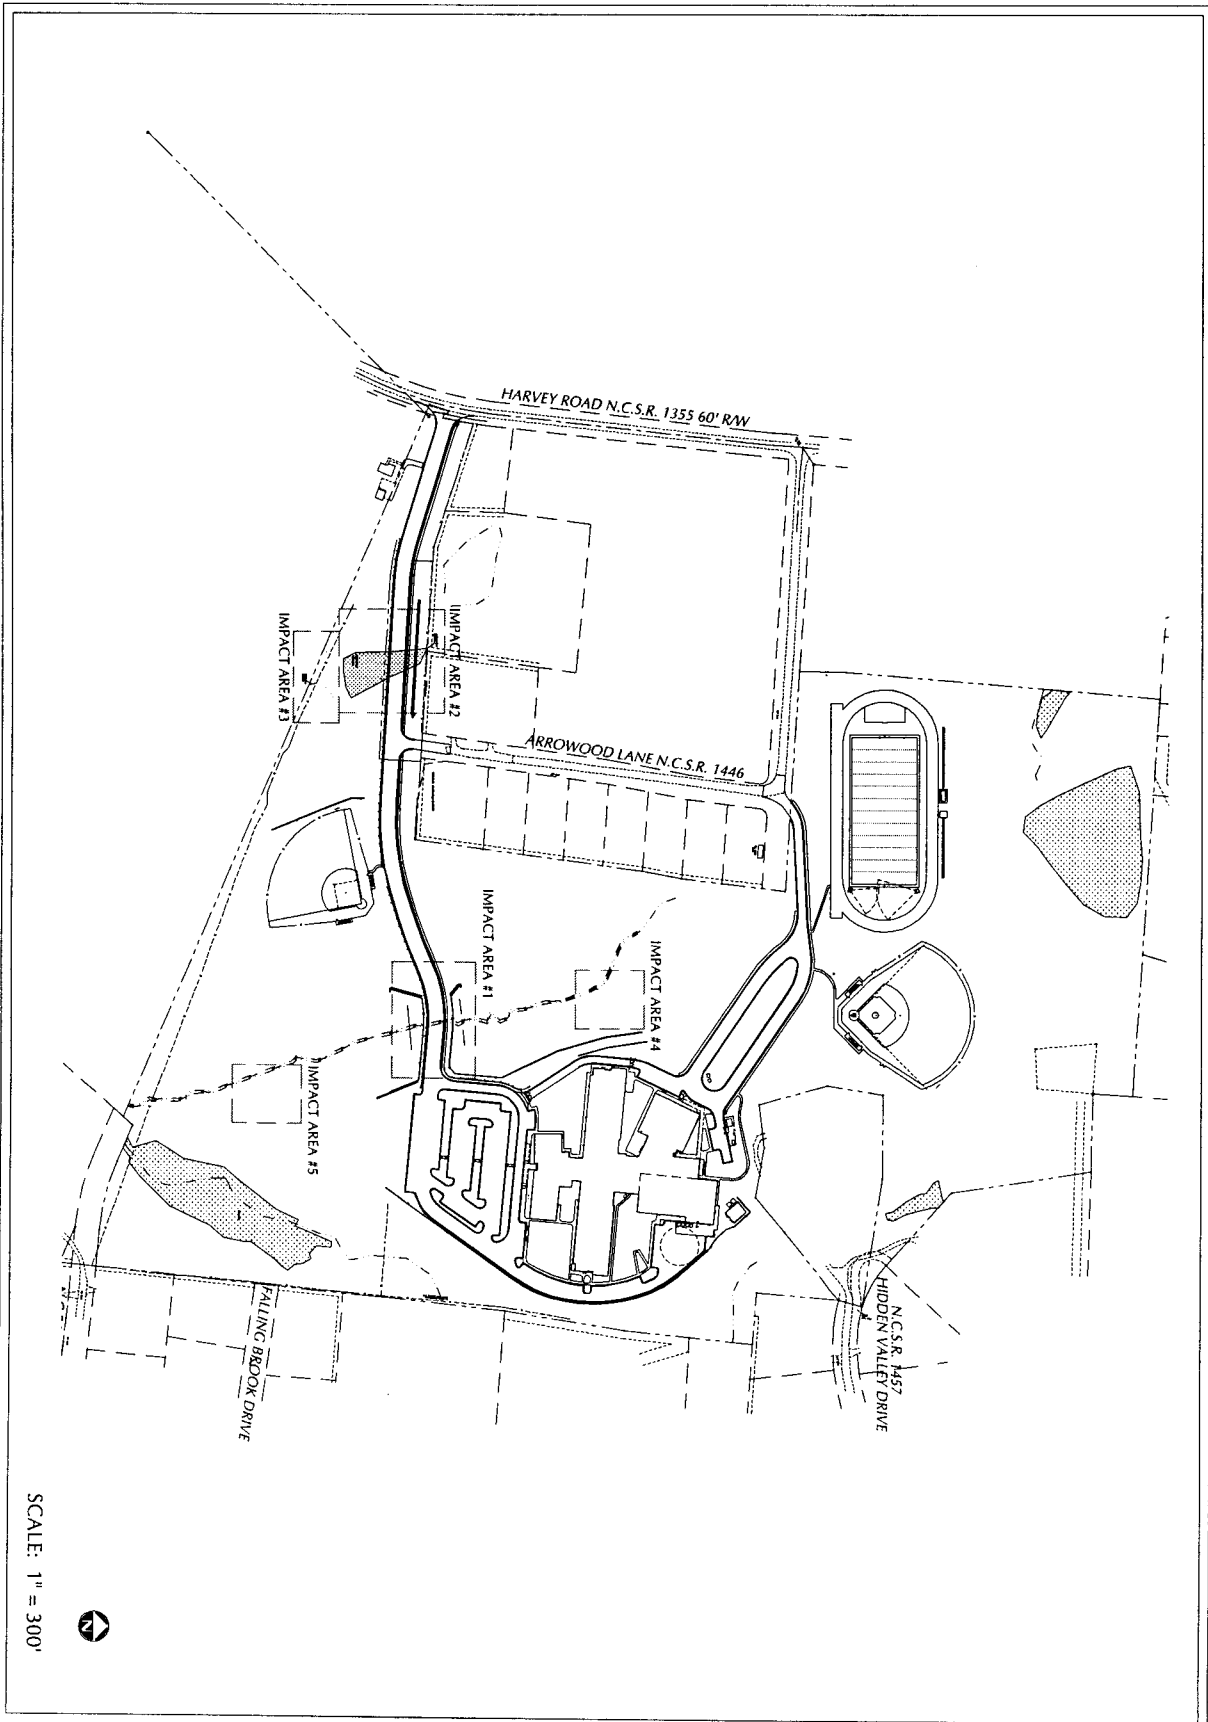 HARVEY ROAD N.C.S.R. 1355 60' R/W
IMPACT AREA #2
IMPACT AREA #3
ARROWOOD LANE N.C.S.R. 1446
IMPACT AREA #1
IMPACT AREA #4
IMPACT AREA #5
N.C.S.R. 1457
HIDDEN VALLEY DRIVE
FALLING BROOK DRIVE
N
SCALE: 1" = 300'